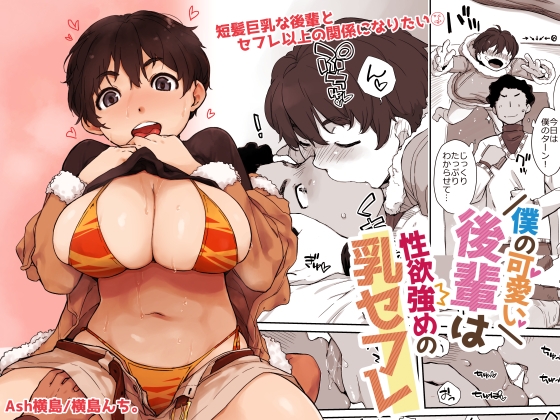 短髪巨乳な後輩と
セフレ以上の関係になりたい
ん
今日は
僕のターン!
じっくり
たっぷり
わからせて…
僕の可愛い
後輩は
性欲強めの
乳セフレ
Ash横島/横島んち。